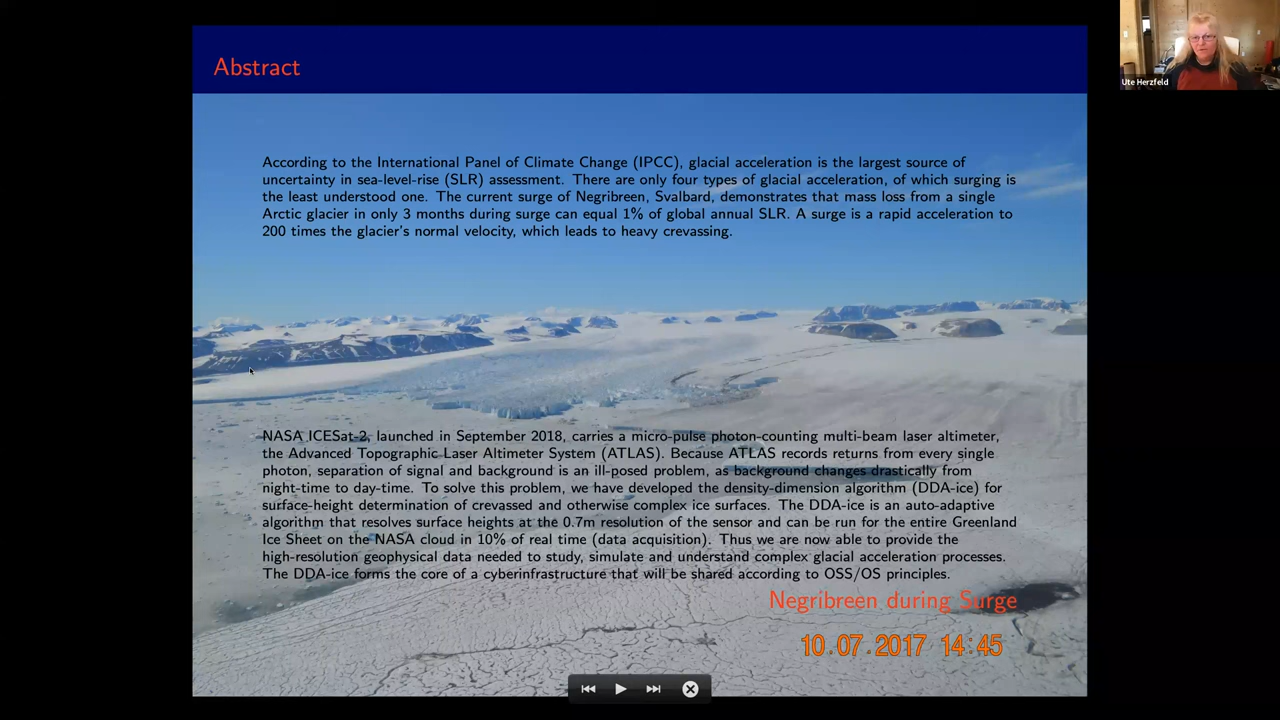 Abstract
Ute Herzfeld
According to the International Panel of Climate Change (IPCC), glacial acceleration is the largest source of
uncertainty in sea-level-rise (SLR) assessment. There are only four types of glacial acceleration, of which surging is
the least understood one. The current surge of Negribreen, Svalbard, demonstrates that mass loss from a single
Arctic glacier in only 3 months during surge can equal 1% of global annual SLR. A surge is a rapid acceleration to
200 times the glacier's normal velocity, which leads to heavy crevassing.
NASA ICESat-2, launched in September 2018, carries a micro-pulse photon-counting multi-beam laser altimeter,
the Advanced Topographic Laser Altimeter System (ATLAS). Because ATLAS records returns from every single
photon, separation of signal and background is an ill-posed problem, as background changes drastically from
night-time to day-time. To solve this problem, we have developed the density-dimension algorithm (DDA-ice) for
surface-height determination of crevassed and otherwise complex ice surfaces. The DDA-ice is an auto-adaptive
algorithm that resolves surface heights at the 0.7m resolution of the sensor and can be run for the entire Greenland
Ice Sheet on the NASA cloud in 10% of real time (data acquisition). Thus we are now able to provide the
high-resolution geophysical data needed to study, simulate and understand complex glacial acceleration processes.
The DDA-ice forms the core of a cyberinfrastructure that will be shared according to OSS/OS principles.
Negribreen during Surge
10.07.2017 14:45